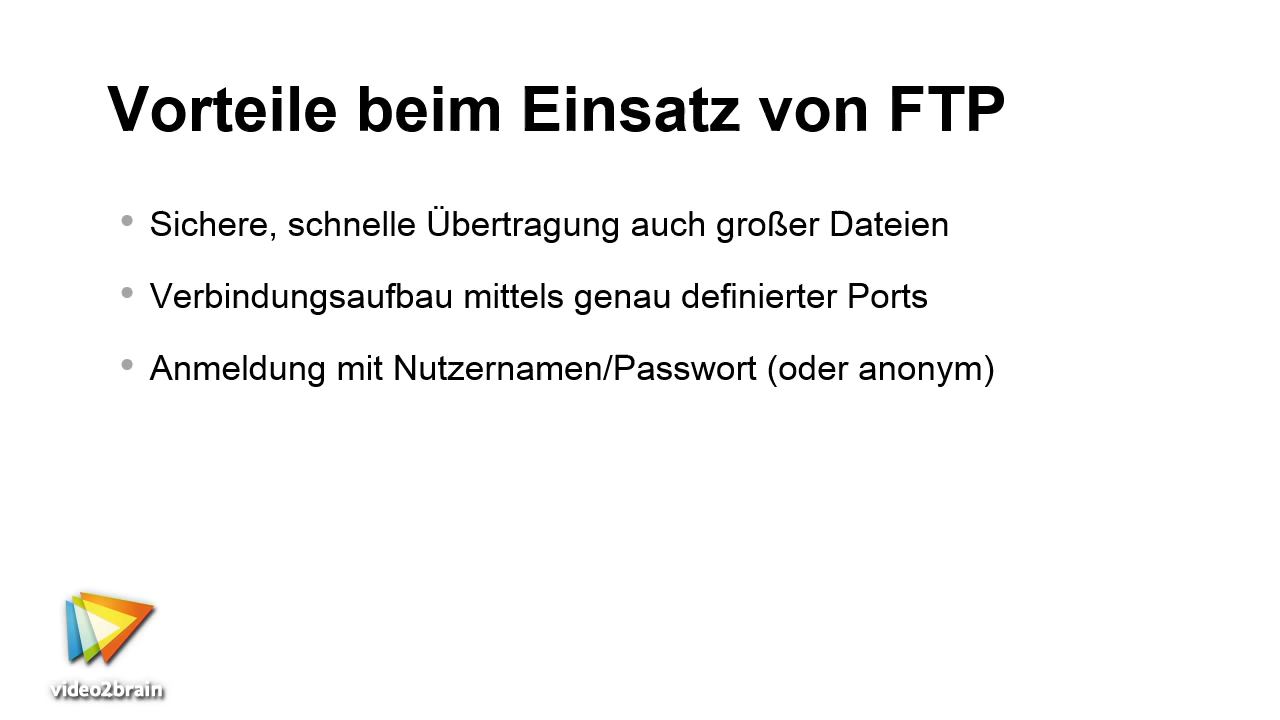 Vorteile beim Einsatz von FTP
• Sichere, schnelle Übertragung auch großer Dateien
• Verbindungsaufbau mittels genau definierter Ports
• Anmeldung mit Nutzernamen/Passwort (oder anonym)
video2brain